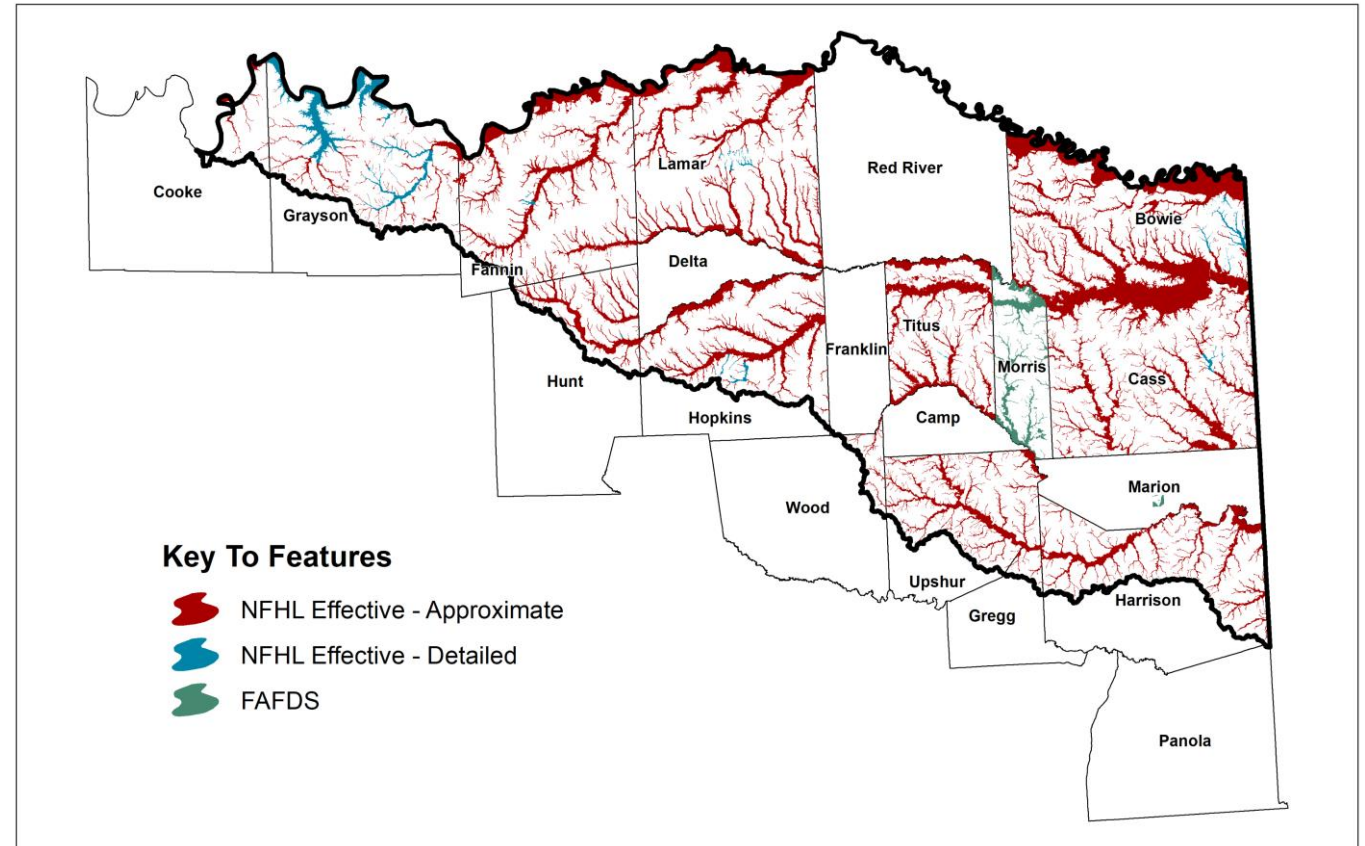 Cooke
Grayson
Fannin
Lamar
Red River
Bowie
Delta
Hunt
Hopkins
Franklin
Titus
Morris
Cass
Camp
Wood
Marion
Upshur
Gregg
Harrison
Panola
Key To Features
NFHL Effective - Approximate
NFHL Effective - Detailed
FAFDS